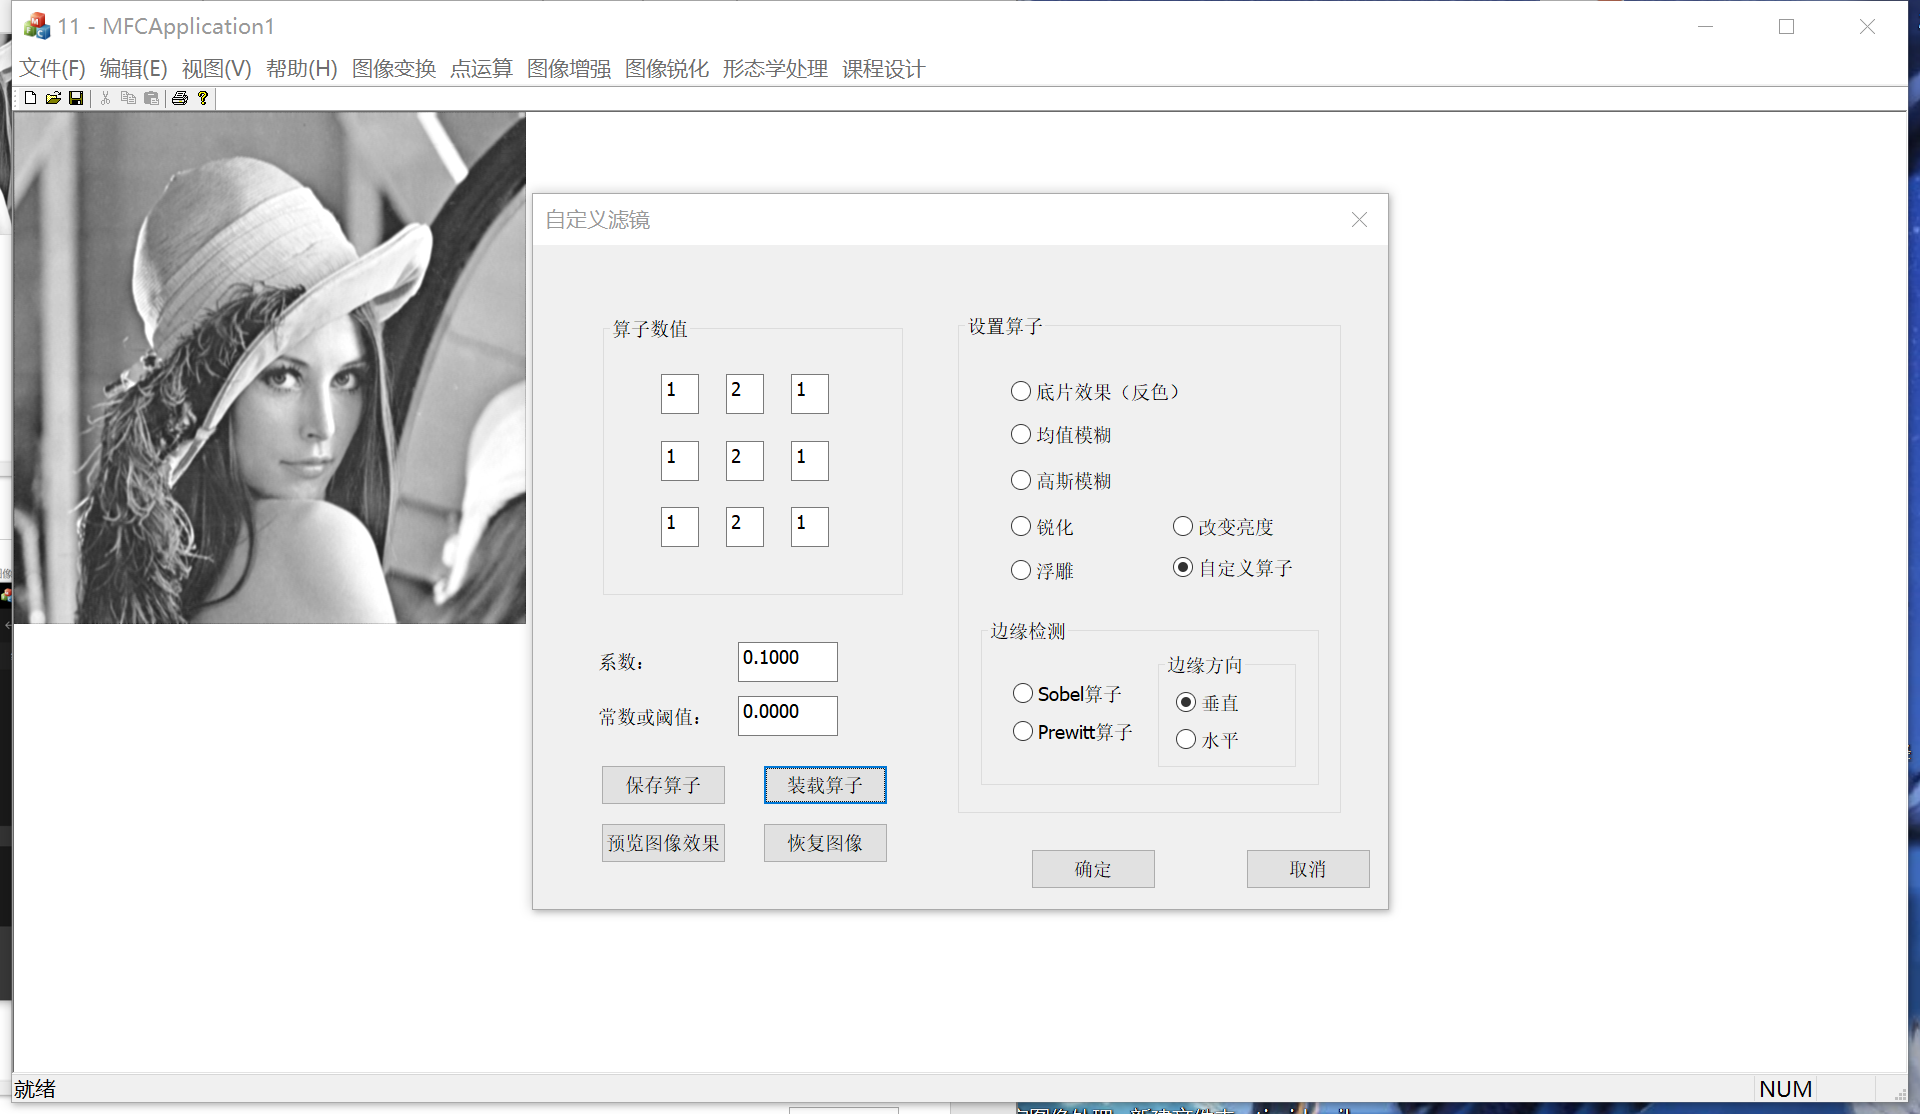 11 - MFCApplication1
文件(F) 编辑(E) 视图(V) 帮助(H) 图像变换 点运算 图像增强 图像锐化 形态学处理 课程设计
自定义滤镜
算子数值
1 2 1
1 2 1
1 2 1
系数：
0.1000
常数或阈值：
0.0000
保存算子
装载算子
预览图像效果
恢复图像
设置算子
底片效果（反色）
均值模糊
高斯模糊
锐化
改变亮度
浮雕
自定义算子
边缘检测
Sobel算子
Prewitt算子
边缘方向
垂直
水平
确定
取消
就绪
NUM